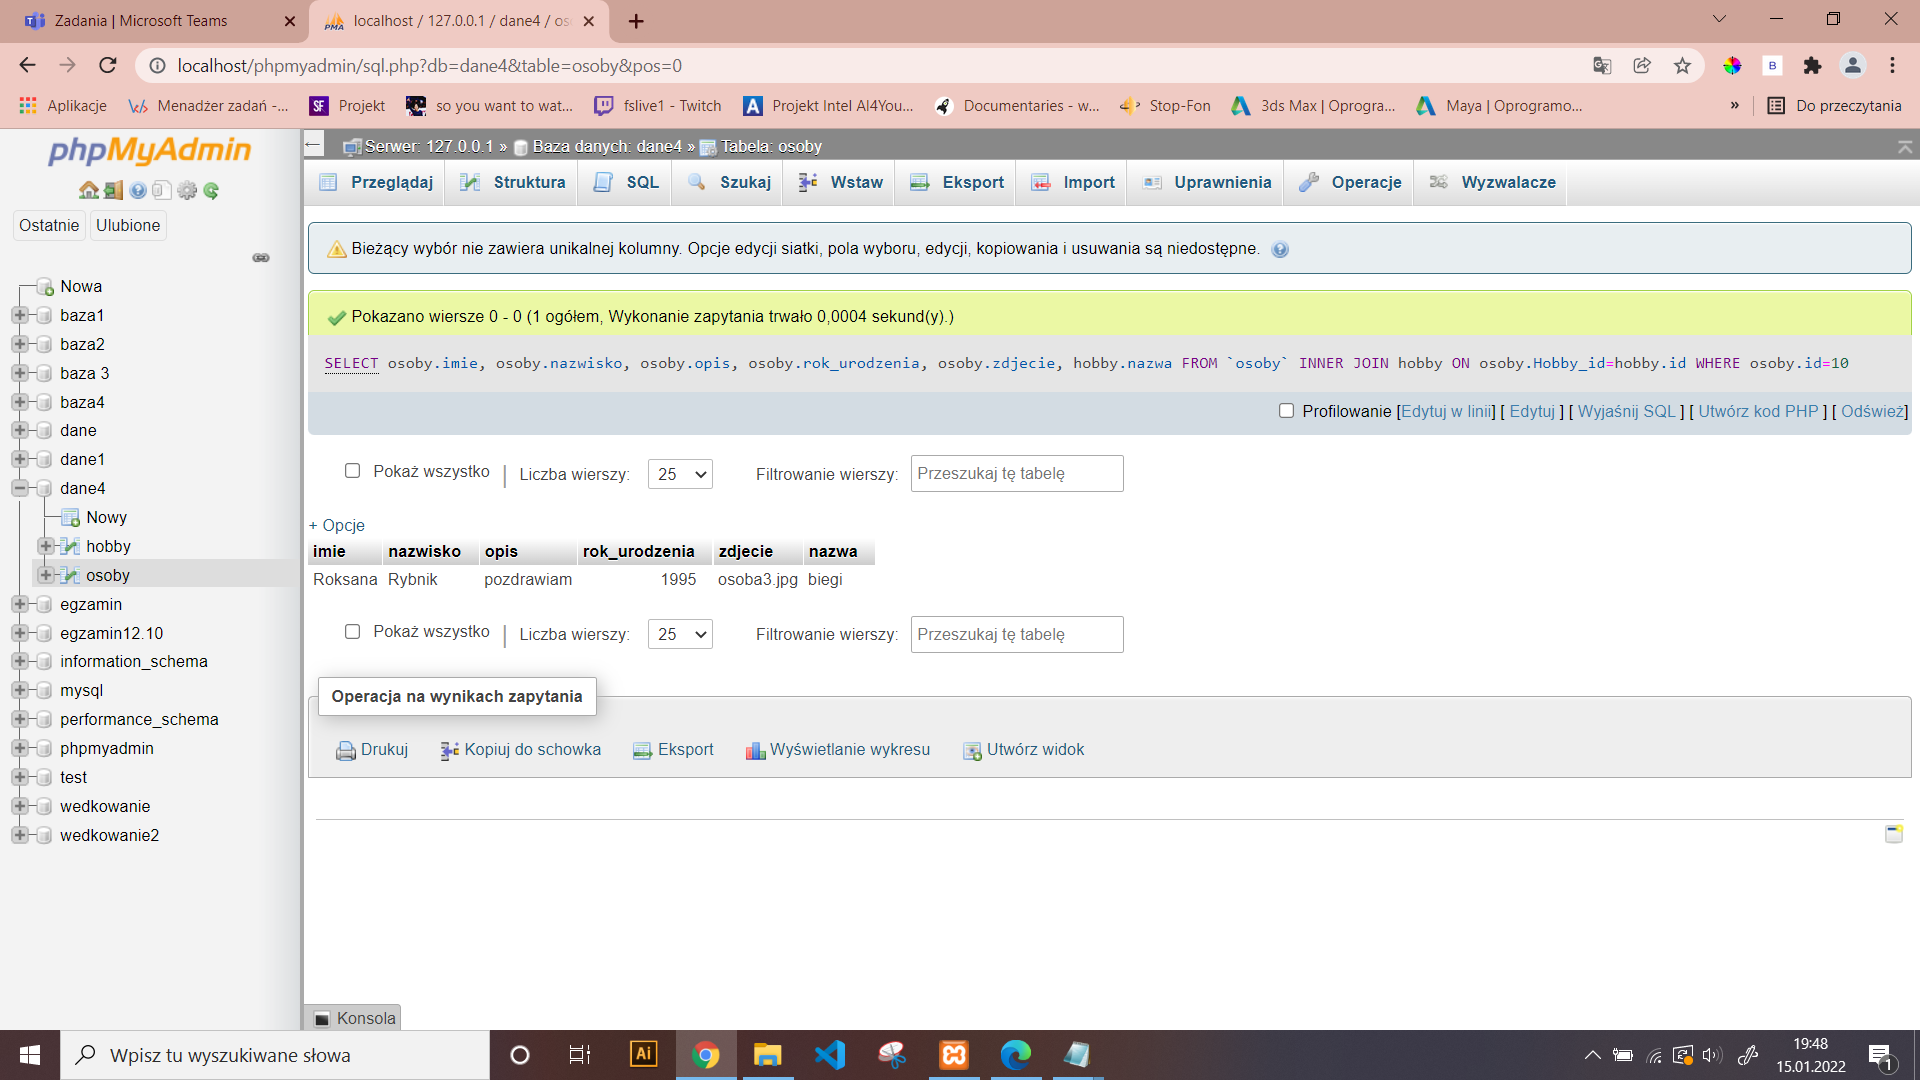 Zadania | Microsoft Teams
localhost / 127.0.0.1 / dane4 / os
localhost/phpmyadmin/sql.php?db=dane4&table=osoby&pos=0
Aplikacje Menadżer zadań -... Projekt so you want to wat... fslive1 - Twitch Projekt Intel AI4You... Documentaries - w... Stop-Fon 3ds Max | Oprogra... Maya | Oprogramo... » Do przeczytania
phpMyAdmin
Ostatnie Ulubione
Nowa
baza1
baza2
baza 3
baza4
dane
dane1
dane4
Nowy
hobby
osoby
egzamin
egzamin12.10
information_schema
mysql
performance_schema
phpmyadmin
test
wedkowanie
wedkowanie2
Serwer: 127.0.0.1 » Baza danych: dane4 » Tabela: osoby
Przeglądaj Struktura SQL Szukaj Wstaw Eksport Import Uprawnienia Operacje Wyzwalacze
Bieżący wybór nie zawiera unikalnej kolumny. Opcje edycji siatki, pola wyboru, edycji, kopiowania i usuwania są niedostępne.
Pokazano wiersze 0 - 0 (1 ogółem, Wykonanie zapytania trwało 0,0004 sekund(y).)
SELECT osoby.imie, osoby.nazwisko, osoby.opis, osoby.rok_urodzenia, osoby.zdjecie, hobby.nazwa FROM `osoby` INNER JOIN hobby ON osoby.Hobby_id=hobby.id WHERE osoby.id=10
Profilowanie [Edytuj w linii] [ Edytuj ] [ Wyjaśnij SQL ] [ Utwórz kod PHP ] [ Odśwież]
Pokaż wszystko | Liczba wierszy: 25 Filtrowanie wierszy: Przeszukaj tę tabelę
+ Opcje
imie nazwisko opis rok_urodzenia zdjecie nazwa
Roksana Rybnik pozdrawiam 1995 osoba3.jpg biegi
Pokaż wszystko | Liczba wierszy: 25 Filtrowanie wierszy: Przeszukaj tę tabelę
Operacja na wynikach zapytania
Drukuj Kopiuj do schowka Eksport Wyświetlanie wykresu Utwórz widok
Konsola
Wpisz tu wyszukiwane słowa
19:48
15.01.2022